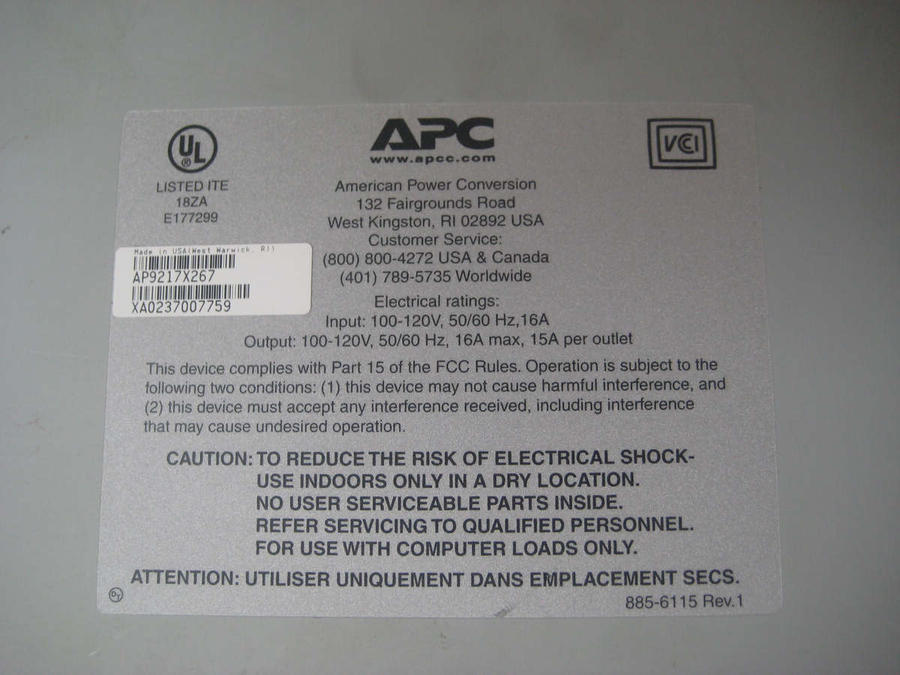 UL
®
LISTED ITE
18ZA
E177299
APC
www.apcc.com
VCCI
American Power Conversion
132 Fairgrounds Road
West Kingston, RI 02892 USA
Customer Service:
(800) 800-4272 USA & Canada
(401) 789-5735 Worldwide
Made in USA(West Warwick, RI)
AP9217X267
XA0237007759
Electrical ratings:
Input: 100-120V, 50/60 Hz,16A
Output: 100-120V, 50/60 Hz, 16A max, 15A per outlet
This device complies with Part 15 of the FCC Rules. Operation is subject to the
following two conditions: (1) this device may not cause harmful interference, and
(2) this device must accept any interference received, including interference
that may cause undesired operation.
CAUTION: TO REDUCE THE RISK OF ELECTRICAL SHOCK-
USE INDOORS ONLY IN A DRY LOCATION.
NO USER SERVICEABLE PARTS INSIDE.
REFER SERVICING TO QUALIFIED PERSONNEL.
FOR USE WITH COMPUTER LOADS ONLY.
ATTENTION: UTILISER UNIQUEMENT DANS EMPLACEMENT SECS.
885-6115 Rev.1